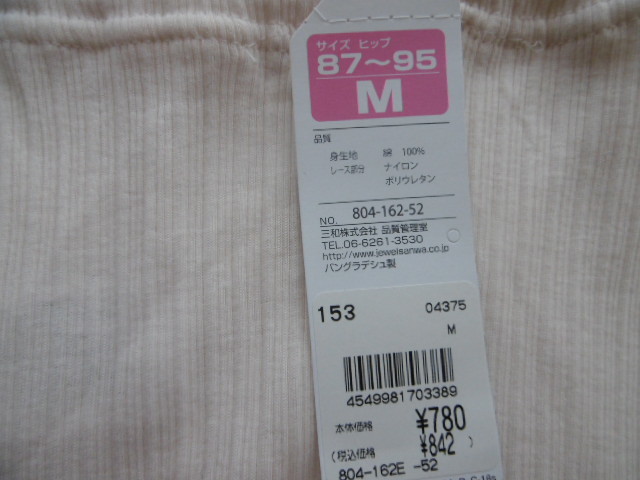 サイズ ヒップ
87～95
M
品質
身生地 綿 100%
レース部分 ナイロン
ポリウレタン
NO. 804-162-52
三和株式会社 品質管理室
TEL.06-6261-3530
http://www.jewelsanwa.co.jp
バングラデシュ製
153 04375
M
4549981703389
本体価格 ¥780
(税込価格 ¥842 )
804-162E -52